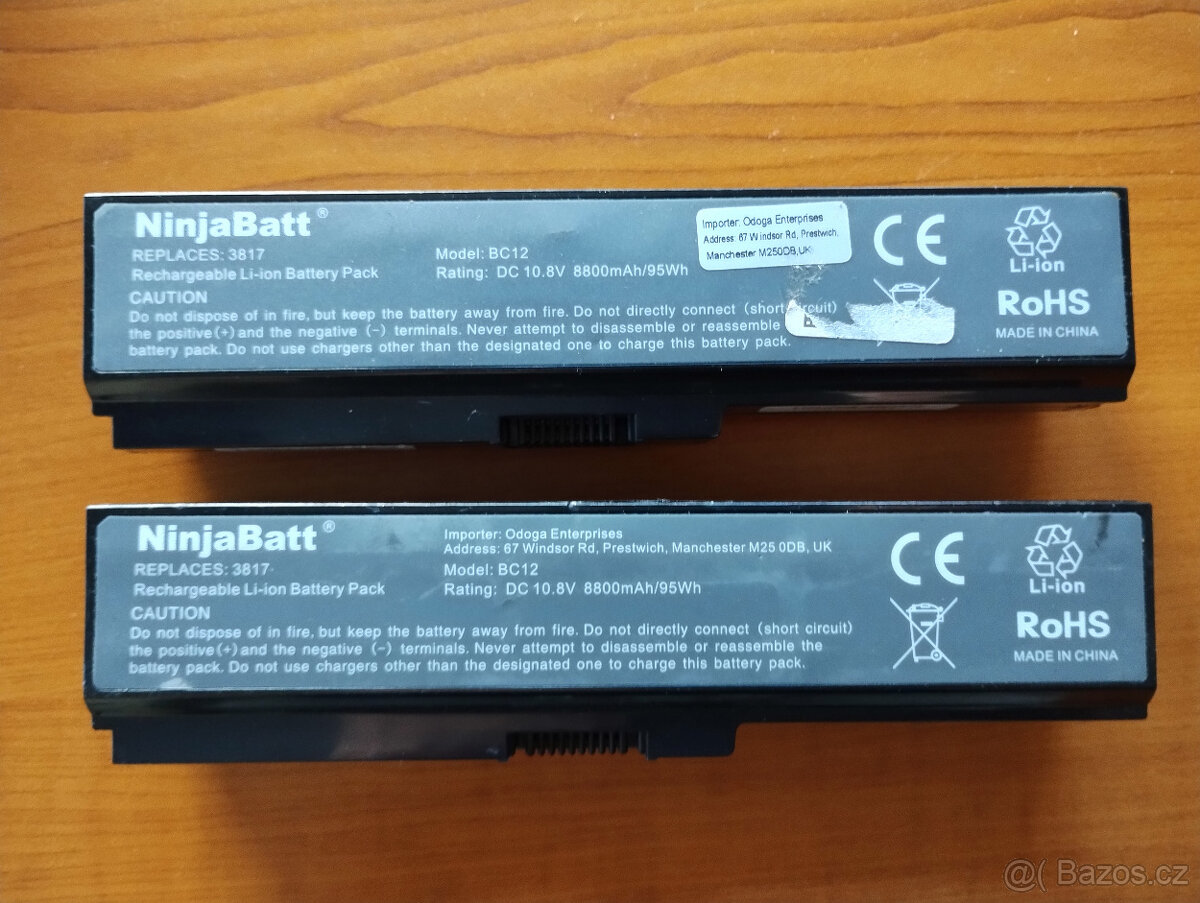 NinjaBatt®
REPLACES: 3817
Rechargeable Li-ion Battery Pack
Model: BC12
Rating: DC 10.8V 8800mAh/95Wh
Importer: Odoga Enterprises
Address: 67 Windsor Rd, Prestwich,
Manchester M250DB,UK
CAUTION
Do not dispose of in fire, but keep the battery away from fire. Do not directly connect (short circuit)
the positive(+) and the negative (-) terminals. Never attempt to disassemble or reassemble
battery pack. Do not use chargers other than the designated one to charge this battery pack.
CE
Li-ion
RoHS
MADE IN CHINA
NinjaBatt®
REPLACES: 3817
Rechargeable Li-ion Battery Pack
Importer: Odoga Enterprises
Address: 67 Windsor Rd, Prestwich, Manchester M25 0DB, UK
Model: BC12
Rating: DC 10.8V 8800mAh/95Wh
CAUTION
Do not dispose of in fire, but keep the battery away from fire. Do not directly connect (short circuit)
the positive(+) and the negative (-) terminals. Never attempt to disassemble or reassemble the
battery pack. Do not use chargers other than the designated one to charge this battery pack.
CE
Li-ion
RoHS
MADE IN CHINA
@( Bazos.cz